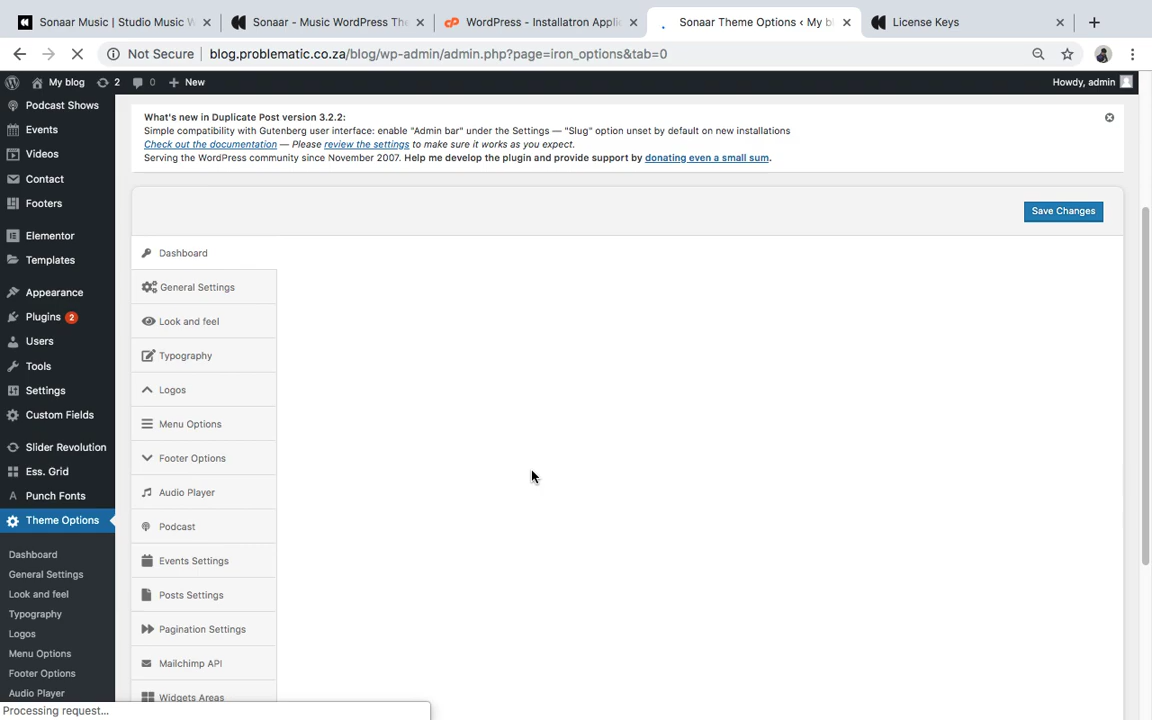 Sonaar Music | Studio Music W
Sonaar - Music WordPress The
WordPress - Installatron Applic
Sonaar Theme Options ‹ My b
License Keys
Not Secure
blog.problematic.co.za/blog/wp-admin/admin.php?page=iron_options&tab=0
My blog
2
0
New
Howdy, admin
Podcast Shows
Events
Videos
Contact
Footers
Elementor
Templates
Appearance
Plugins 2
Users
Tools
Settings
Custom Fields
Slider Revolution
Ess. Grid
Punch Fonts
Theme Options
Dashboard
General Settings
Look and feel
Typography
Logos
Menu Options
Footer Options
Audio Player
What's new in Duplicate Post version 3.2.2:
Simple compatibility with Gutenberg user interface: enable "Admin bar" under the Settings — "Slug" option unset by default on new installations
Check out the documentation — Please review the settings to make sure it works as you expect.
Serving the WordPress community since November 2007. Help me develop the plugin and provide support by donating even a small sum.
Save Changes
Dashboard
General Settings
Look and feel
Typography
Logos
Menu Options
Footer Options
Audio Player
Podcast
Events Settings
Posts Settings
Pagination Settings
Mailchimp API
Widgets Areas
Processing request...